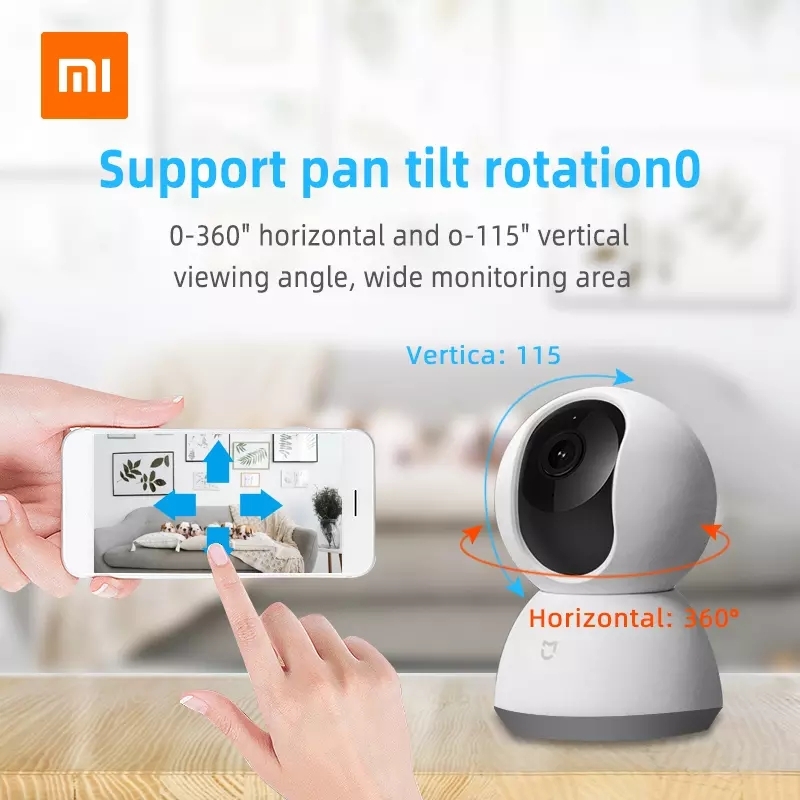 mi
Support pan tilt rotation0
0-360" horizontal and o-115" vertical
viewing angle, wide monitoring area
Vertica: 115
Horizontal: 360°